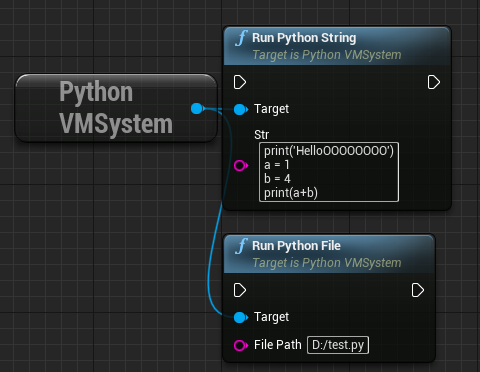 Python
VMSystem
Run Python String
Target is Python VMSystem
Target
Str
print('HelloOOOOOOOO')
a = 1
b = 4
print(a+b)
Run Python File
Target is Python VMSystem
Target
File Path D:/test.py